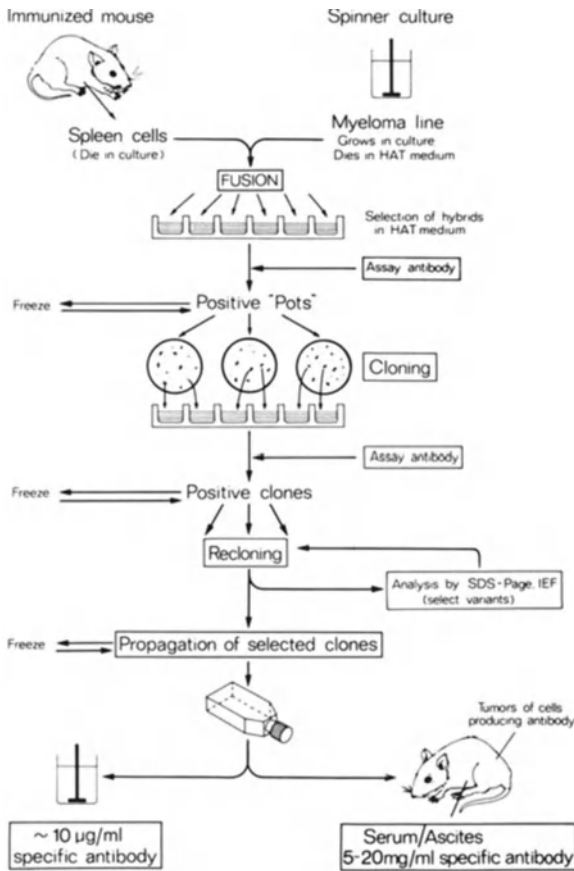 Immunized mouse
Spinner culture
Spleen cells
(Die in culture)
Myeloma line
Grows in culture
Dies in HAT medium
FUSION
Selection of hybrids
in HAT medium
Assay antibody
Freeze
Positive "Pots"
Cloning
Assay antibody
Freeze
Positive clones
Recloning
Analysis by SDS-Page, IEF
(select variants)
Freeze
Propagation of selected clones
Tumors of cells
producing antibody
~ 10 µg/ml
specific antibody
Serum/Ascites
5-20mg/ml specific antibody